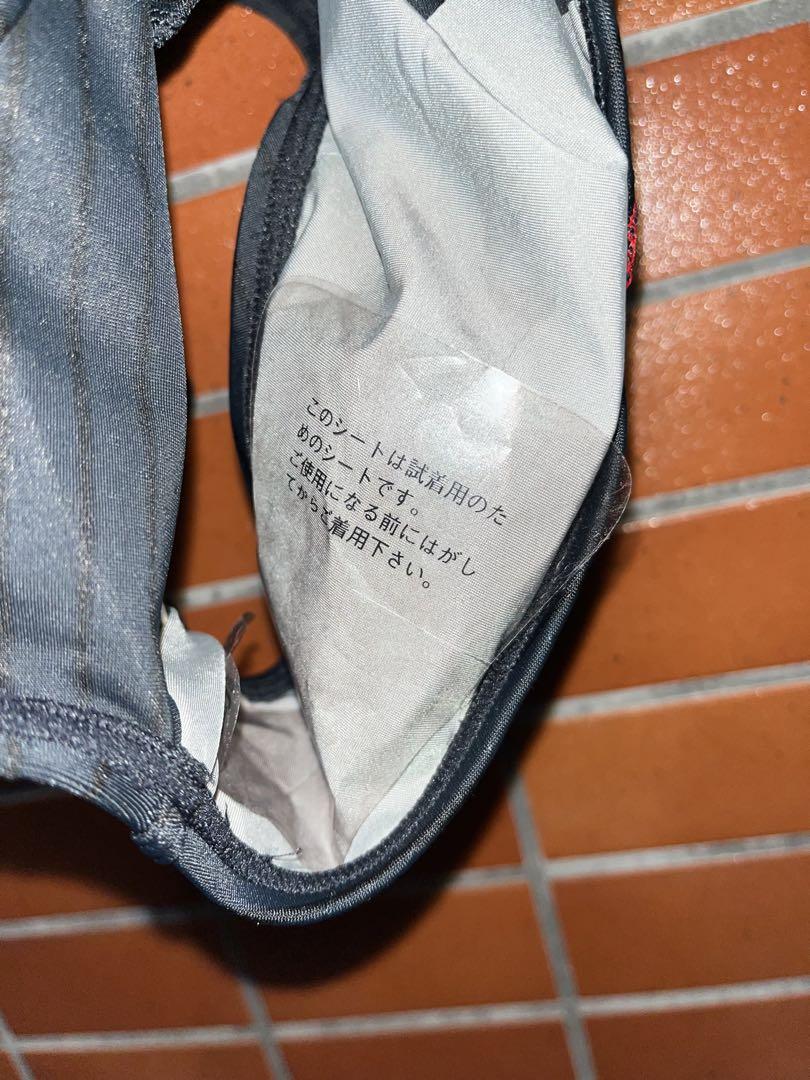 このシートは試着用のた
めのシートです。
ご使用になる前にはがし
てからご着用下さい。